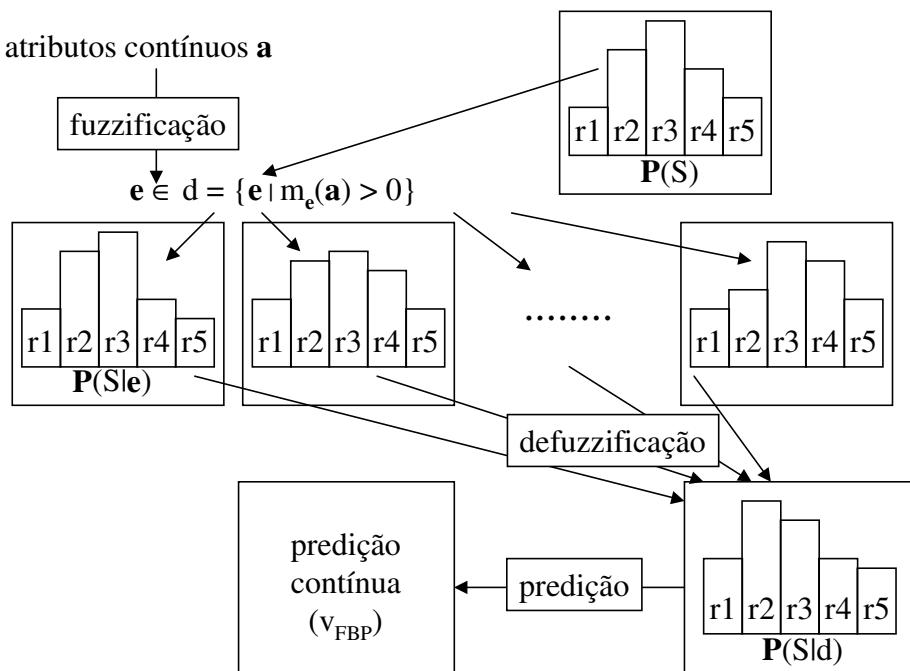 atributos contínuos a
fuzzificação
r1 r2 r3 r4 r5
P(S)
e ∈ d = {e | mₑ(a) > 0}
r1 r2 r3 r4 r5
P(S|e)
r1 r2 r3 r4 r5
........
r1 r2 r3 r4 r5
defuzzificação
predição
contínua
(v_FBP)
predição
r1 r2 r3 r4 r5
P(S|d)